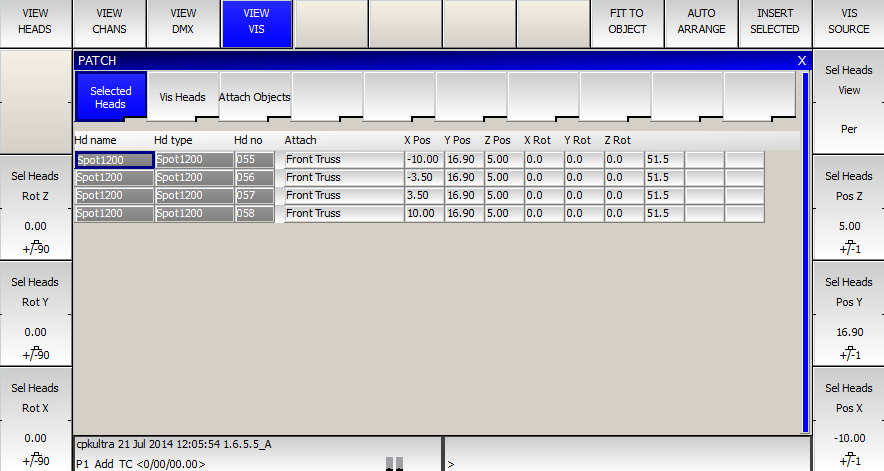 VIEW HEADS
VIEW CHANS
VIEW DMX
VIEW VIS
FIT TO OBJECT
AUTO ARRANGE
INSERT SELECTED
VIS SOURCE
PATCH X
Selected Heads
Vis Heads
Attach Objects
Hd name Hd type Hd no Attach X Pos Y Pos Z Pos X Rot Y Rot Z Rot
Spot1200 Spot1200 055 Front Truss -10.00 16.90 5.00 0.0 0.0 0.0 51.5
Spot1200 Spot1200 056 Front Truss -3.50 16.90 5.00 0.0 0.0 0.0 51.5
Spot1200 Spot1200 057 Front Truss 3.50 16.90 5.00 0.0 0.0 0.0 51.5
Spot1200 Spot1200 058 Front Truss 10.00 16.90 5.00 0.0 0.0 0.0 51.5
Sel Heads
Rot Z
0.00
+/-90
Sel Heads
Rot Y
0.00
+/-90
Sel Heads
Rot X
0.00
+/-90
Sel Heads
View
Per
Sel Heads
Pos Z
5.00
+/-1
Sel Heads
Pos Y
16.90
+/-1
Sel Heads
Pos X
-10.00
+/-1
cpkultra 21 Jul 2014 12:05:54 1.6.5.5_A
P1 Add TC <0/00/00.00>
>